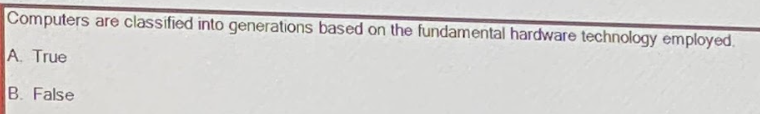 Computers are classified into generations based on the fundamental hardware technology employed.
A. True
B. False